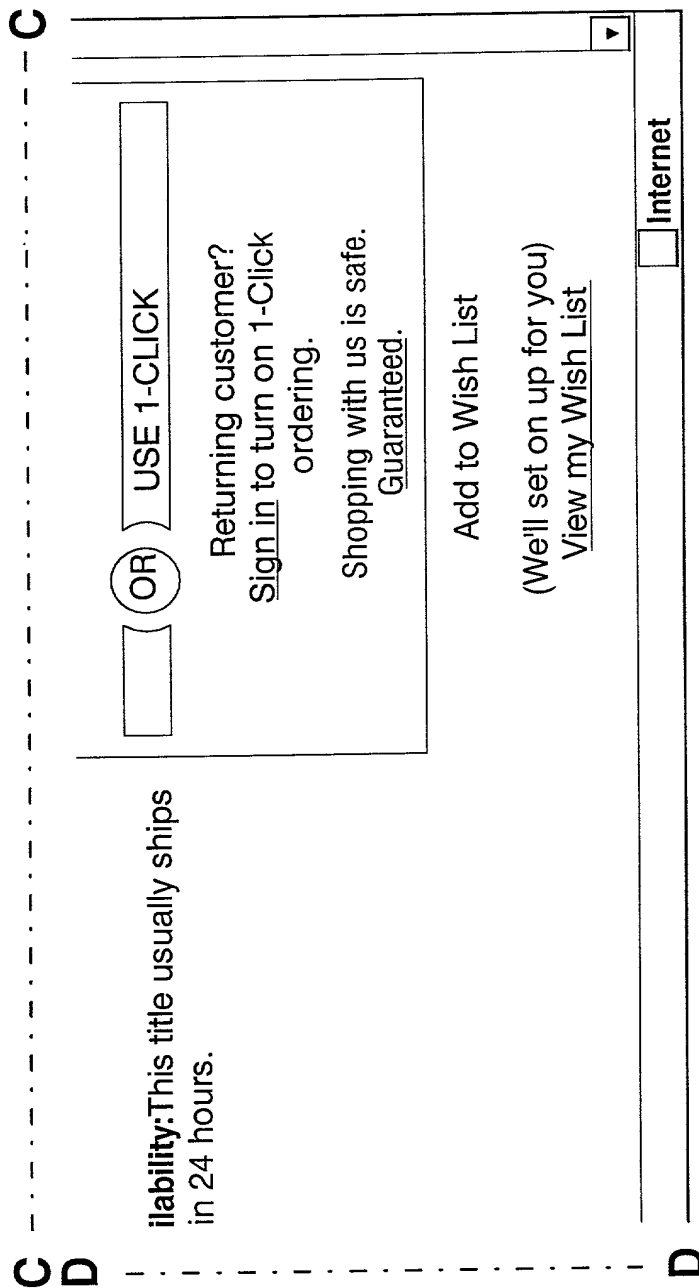 C C
D
ilability:This title usually ships
in 24 hours.
OR USE 1-CLICK
Returning customer?
Sign in to turn on 1-Click
ordering.
Shopping with us is safe.
Guaranteed.
Add to Wish List
(We'll set on up for you)
View my Wish List
Internet
D